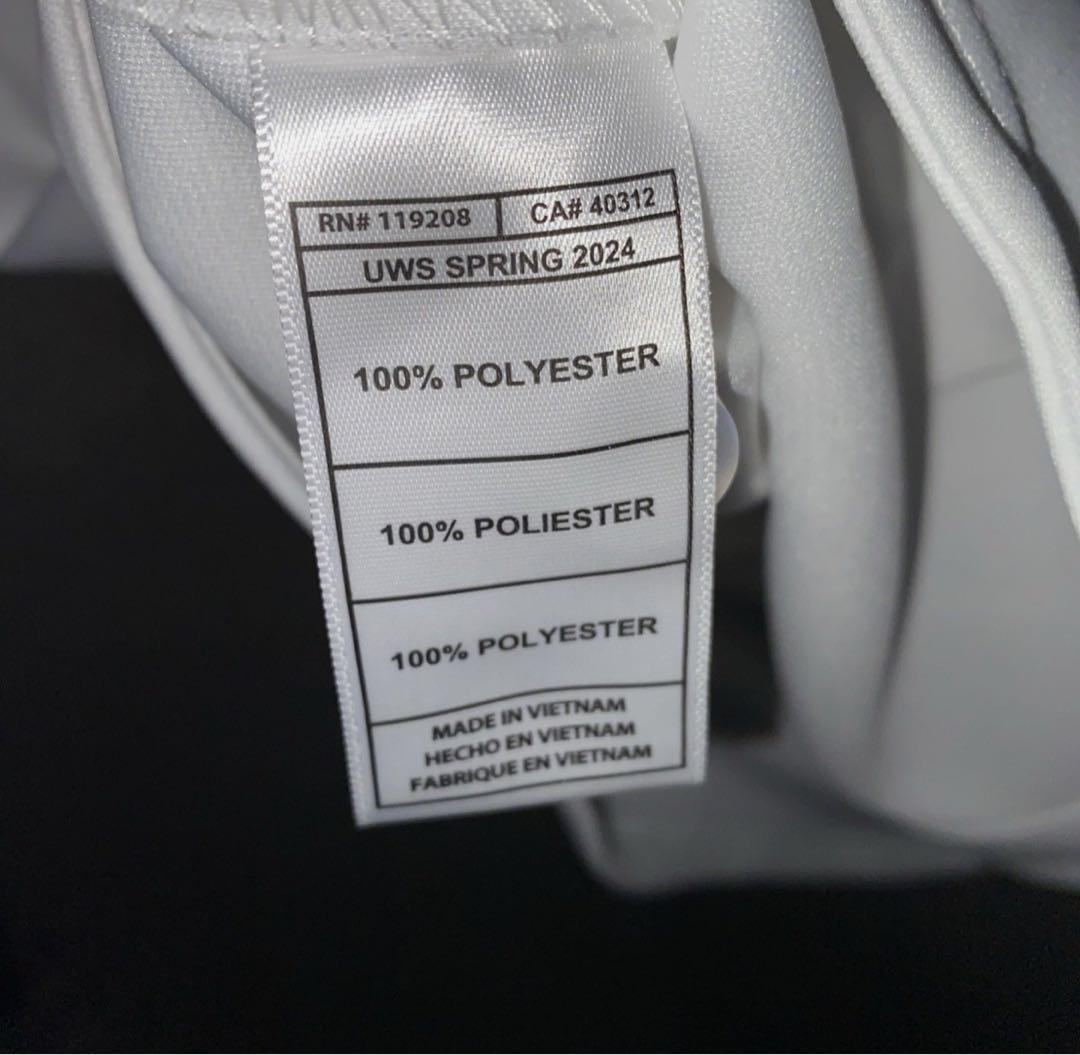 RN# 119208 CA# 40312
UWS SPRING 2024
100% POLYESTER
100% POLIESTER
100% POLYESTER
MADE IN VIETNAM
HECHO EN VIETNAM
FABRIQUE EN VIETNAM